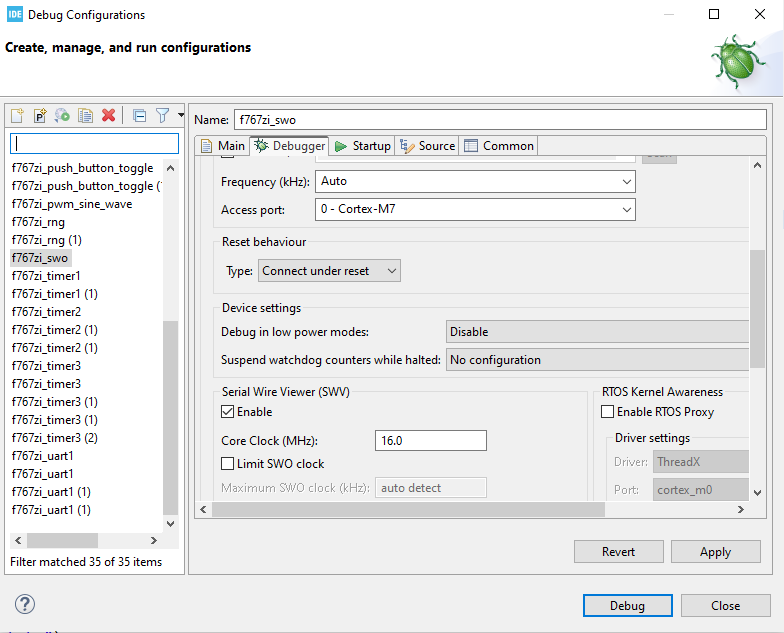 IDE Debug Configurations
Create, manage, and run configurations
Name: f767zi_swo
Main Debugger Startup Source Common
f767zi_push_button_toggle
f767zi_push_button_toggle (
f767zi_pwm_sine_wave
f767zi_rng
f767zi_rng (1)
f767zi_swo
f767zi_timer1
f767zi_timer1 (1)
f767zi_timer2
f767zi_timer2 (1)
f767zi_timer2 (1)
f767zi_timer3
f767zi_timer3
f767zi_timer3 (1)
f767zi_timer3 (1)
f767zi_timer3 (2)
f767zi_uart1
f767zi_uart1
f767zi_uart1 (1)
f767zi_uart1 (1)
Filter matched 35 of 35 items
Frequency (kHz): Auto
Access port: 0 - Cortex-M7
Reset behaviour
Type: Connect under reset
Device settings
Debug in low power modes: Disable
Suspend watchdog counters while halted: No configuration
Serial Wire Viewer (SWV)
Enable
Core Clock (MHz): 16.0
Limit SWO clock
Maximum SWO clock (kHz): auto detect
RTOS Kernel Awareness
Enable RTOS Proxy
Driver settings
Driver: ThreadX
Port: cortex_m0
Revert Apply
? Debug Close